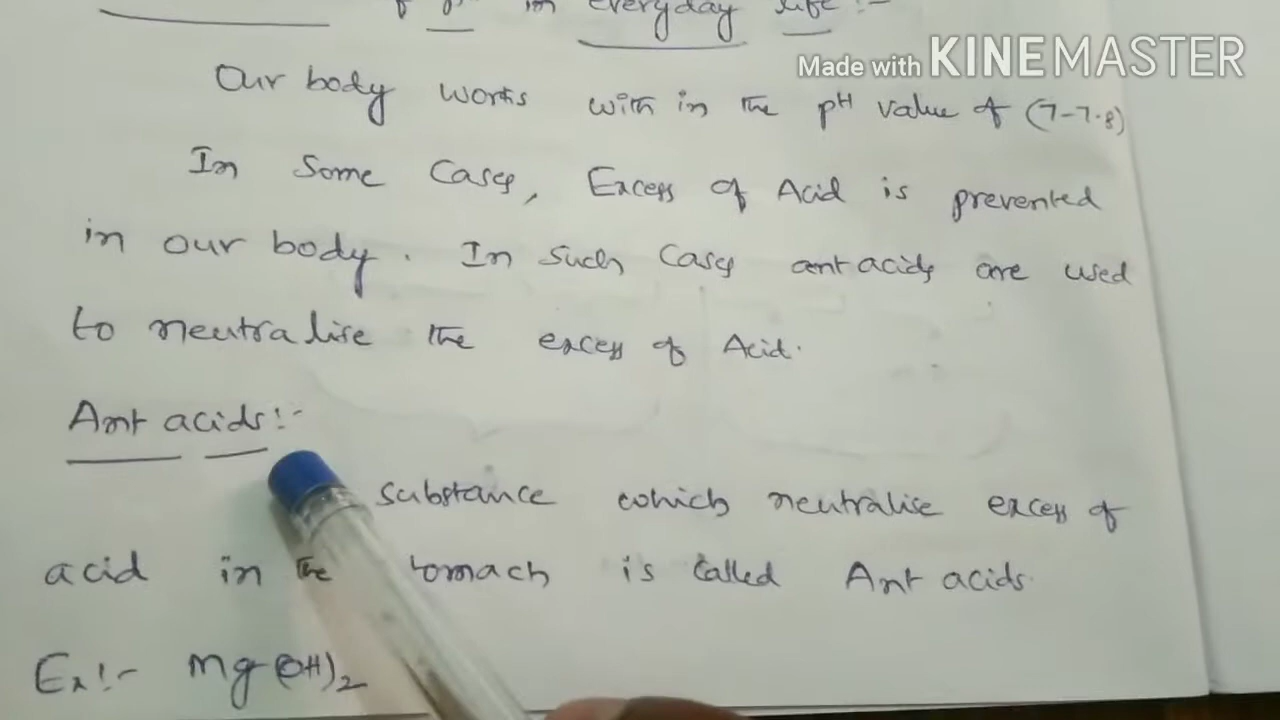 in everyday life :-
Made with KINEMASTER
Our body works with in the pH value of (7-7.8)
In Some Cases, Excess of Acid is prevented
in our body. In Such Cases antacids are used
to neutralise the excess of Acid.
Ant acids:-
substance which neutralise excess of
acid in the tomach is called Ant acids.
Ex:- Mg(OH)2